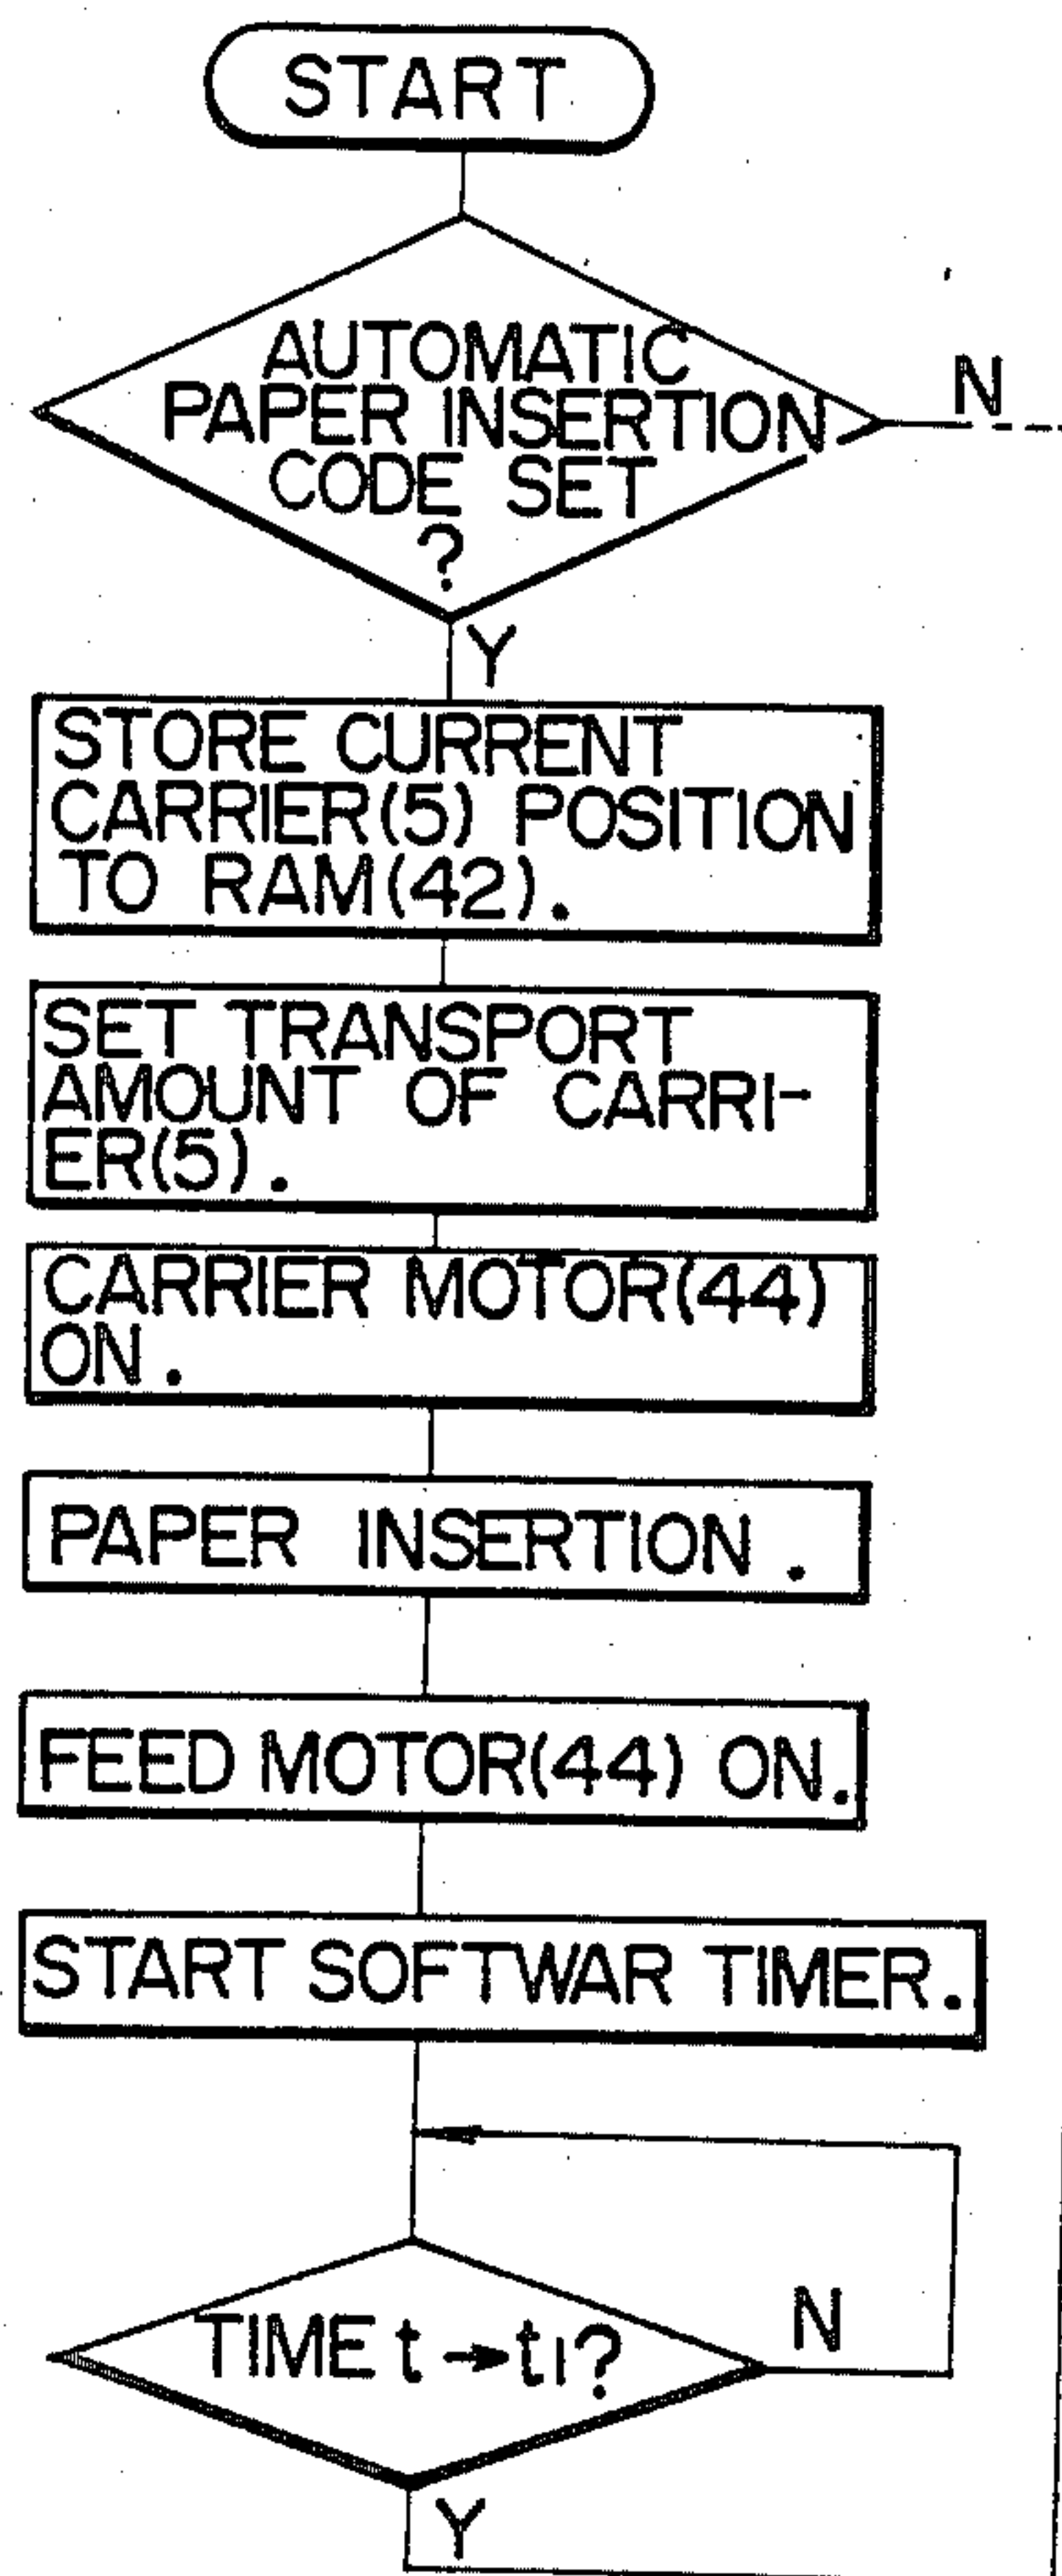 START
AUTOMATIC
PAPER INSERTION
CODE SET
?
N
Y
STORE CURRENT
CARRIER(5) POSITION
TO RAM(42).
SET TRANSPORT
AMOUNT OF CARRI-
ER(5).
CARRIER MOTOR(44)
ON.
PAPER INSERTION.
FEED MOTOR(44) ON.
START SOFTWAR TIMER.
TIME t→t1?
N
Y